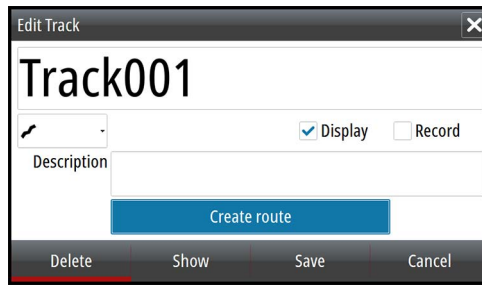 Edit Track
Track001
Display Record
Description
Create route
Delete Show Save Cancel